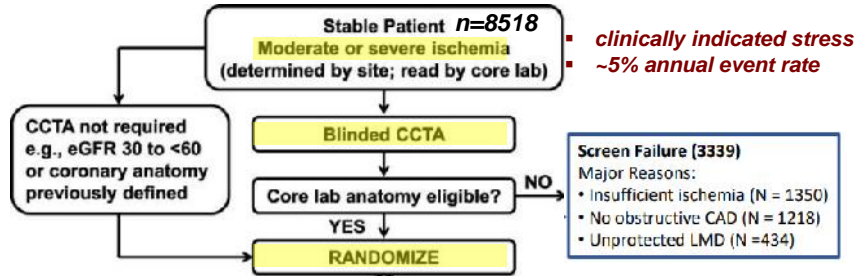 Stable Patient n=8518
Moderate or severe ischemia
(determined by site; read by core lab)
▪ clinically indicated stress
▪ ~5% annual event rate
CCTA not required
e.g., eGFR 30 to <60
or coronary anatomy
previously defined
Blinded CCTA
Core lab anatomy eligible?
NO
YES
RANDOMIZE
Screen Failure (3339)
Major Reasons:
• Insufficient ischemia (N = 1350)
• No obstructive CAD (N = 1218)
• Unprotected LMD (N =434)